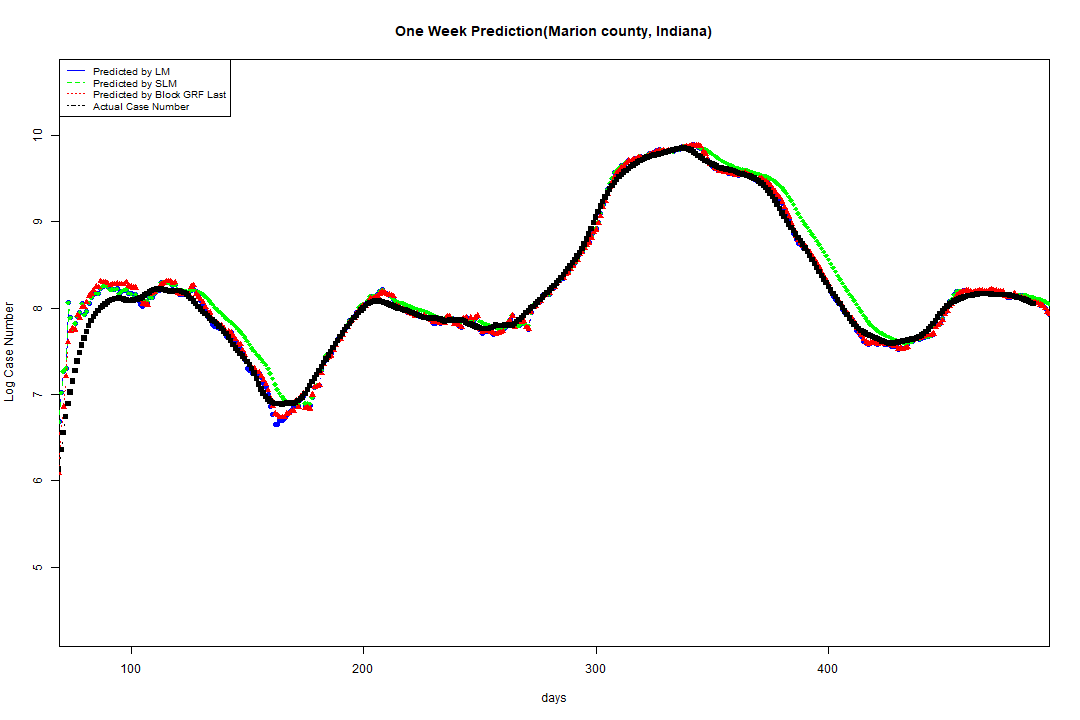 One Week Prediction(Marion county, Indiana)
Predicted by LM
Predicted by SLM
Predicted by Block GRF Last
Actual Case Number
10
9
8
7
6
5
Log Case Number
100 200 300 400
days